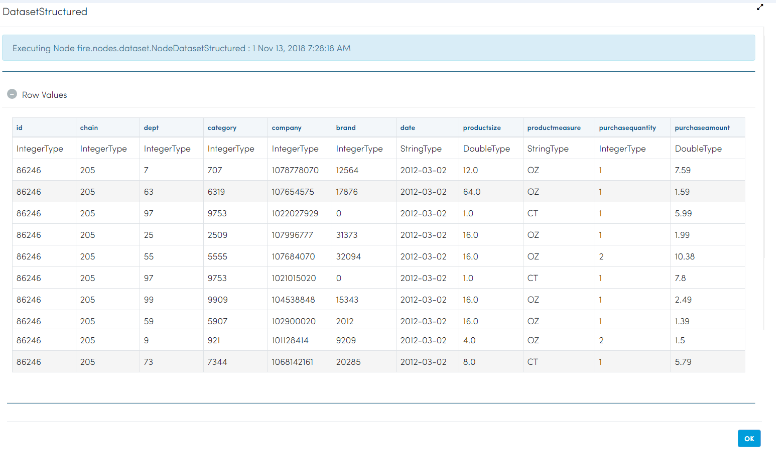 DatasetStructured
Executing Node fire.nodes.dataset.NodeDatasetStructured : 1 Nov 13, 2018 7:28:18 AM
Row Values
id chain dept category company brand date productsize productmeasure purchasequantity purchaseamount
IntegerType IntegerType IntegerType IntegerType IntegerType IntegerType StringType DoubleType StringType IntegerType DoubleType
86246 205 7 707 1078778070 12564 2012-03-02 12.0 OZ 1 7.59
86246 205 63 6319 107654575 17876 2012-03-02 64.0 OZ 1 1.59
86246 205 97 9753 1022027929 0 2012-03-02 1.0 CT 1 5.99
86246 205 25 2509 107996777 31373 2012-03-02 16.0 OZ 1 1.99
86246 205 55 5555 107684070 32094 2012-03-02 16.0 OZ 2 10.38
86246 205 97 9753 1021015020 0 2012-03-02 1.0 CT 1 7.8
86246 205 99 9909 104538848 15343 2012-03-02 16.0 OZ 1 2.49
86246 205 59 5907 102900020 2012 2012-03-02 16.0 OZ 1 1.39
86246 205 9 921 101128414 9209 2012-03-02 4.0 OZ 2 1.5
86246 205 73 7344 1068142161 20285 2012-03-02 8.0 CT 1 5.79
OK